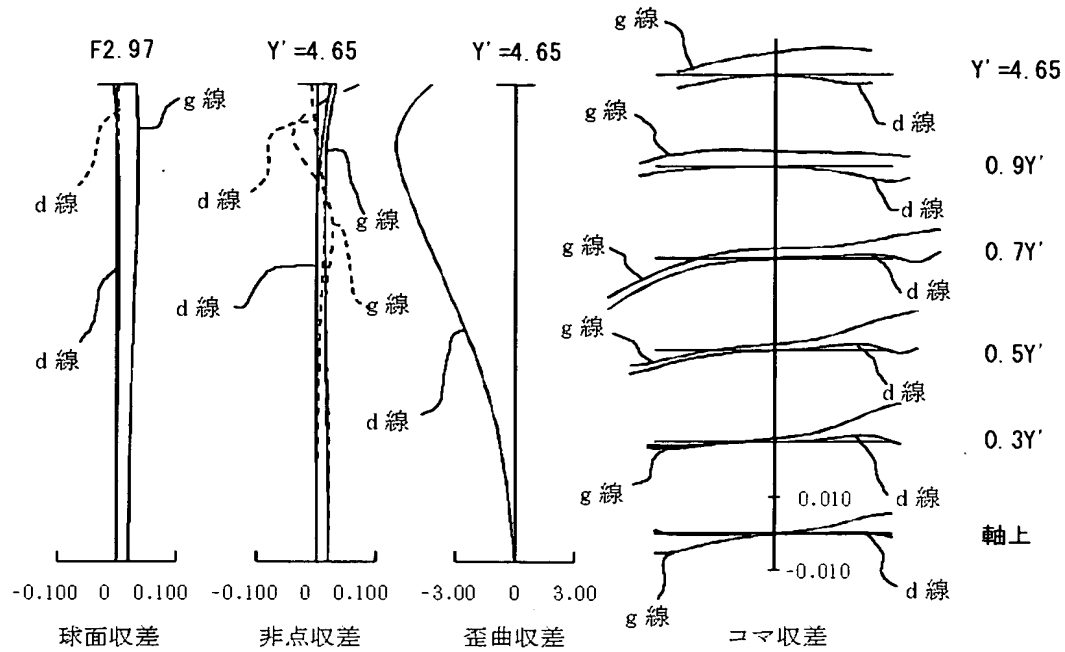 F2.97
g線
d線
d線
-0.100 0 0.100
球面収差
Y'=4.65
d線
g線
d線
g線
-0.100 0 0.100
非点収差
Y'=4.65
d線
-3.00 0 3.00
歪曲収差
g線
Y'=4.65
d線
g線
0.9Y'
d線
g線
0.7Y'
d線
g線
0.5Y'
d線
0.3Y'
g線
d線
0.010
軸上
-0.010
g線
d線
コマ収差